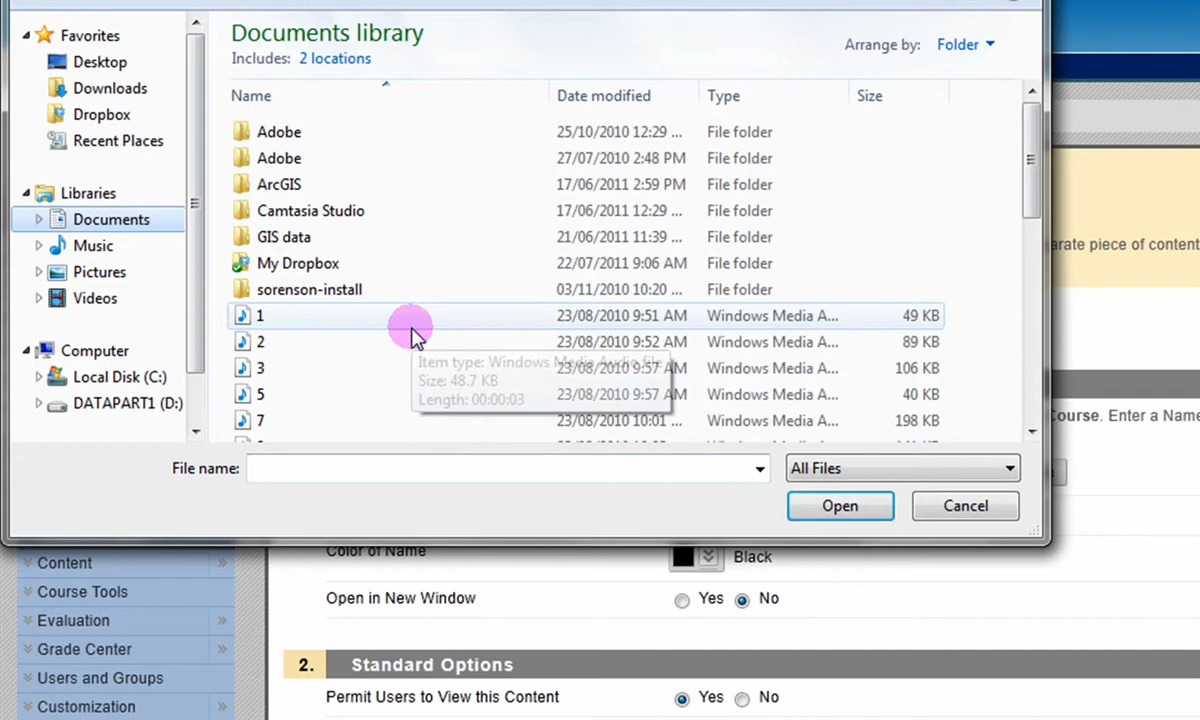 Documents library
Includes: 2 locations
Arrange by: Folder
Favorites
Desktop
Downloads
Dropbox
Recent Places
Libraries
Documents
Music
Pictures
Videos
Computer
Local Disk (C:)
DATAPART1 (D:)
Name Date modified Type Size
Adobe 25/10/2010 12:29 ... File folder
Adobe 27/07/2010 2:48 PM File folder
ArcGIS 17/06/2011 2:59 PM File folder
Camtasia Studio 17/06/2011 12:29 ... File folder
GIS data 21/06/2011 11:39 ... File folder
My Dropbox 22/07/2011 9:06 AM File folder
sorenson-install 03/11/2010 10:20 ... File folder
1 23/08/2010 9:51 AM Windows Media A... 49 KB
2 23/08/2010 9:52 AM Windows Media A... 89 KB
3 23/08/2010 9:57 AM Windows Media A... 106 KB
5 23/08/2010 9:57 AM Windows Media A... 40 KB
7 23/08/2010 10:01 ... Windows Media A... 198 KB
Item type: Windows Media Audio file
Size: 48.7 KB
Length: 00:00:03
File name: All Files
Open Cancel
arate piece of content
Course. Enter a Name
Content
Course Tools
Evaluation
Grade Center
Users and Groups
Customization
Color of Name Black
Open in New Window Yes No
2. Standard Options
Permit Users to View this Content Yes No